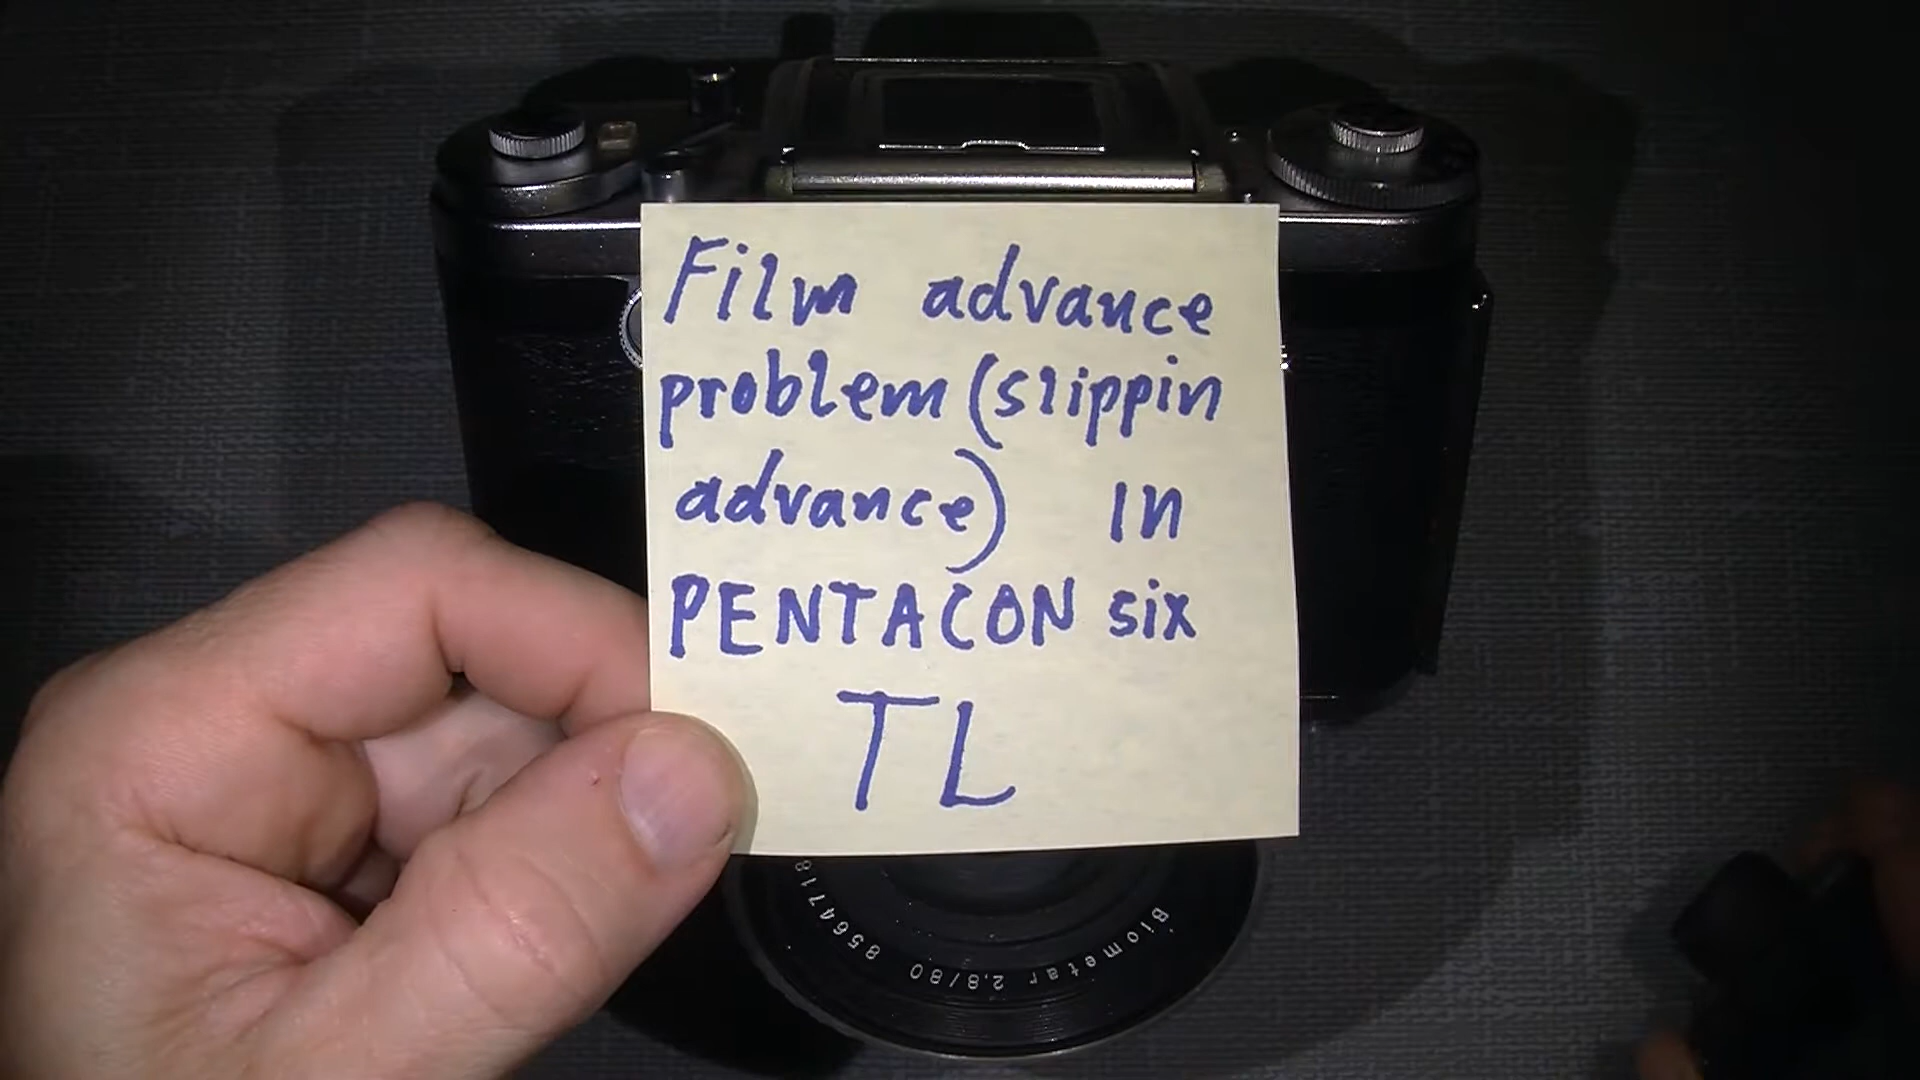 Film advance
problem (slippin
advance) in
PENTACON six
TL
Biometar 2.8/80 8564718